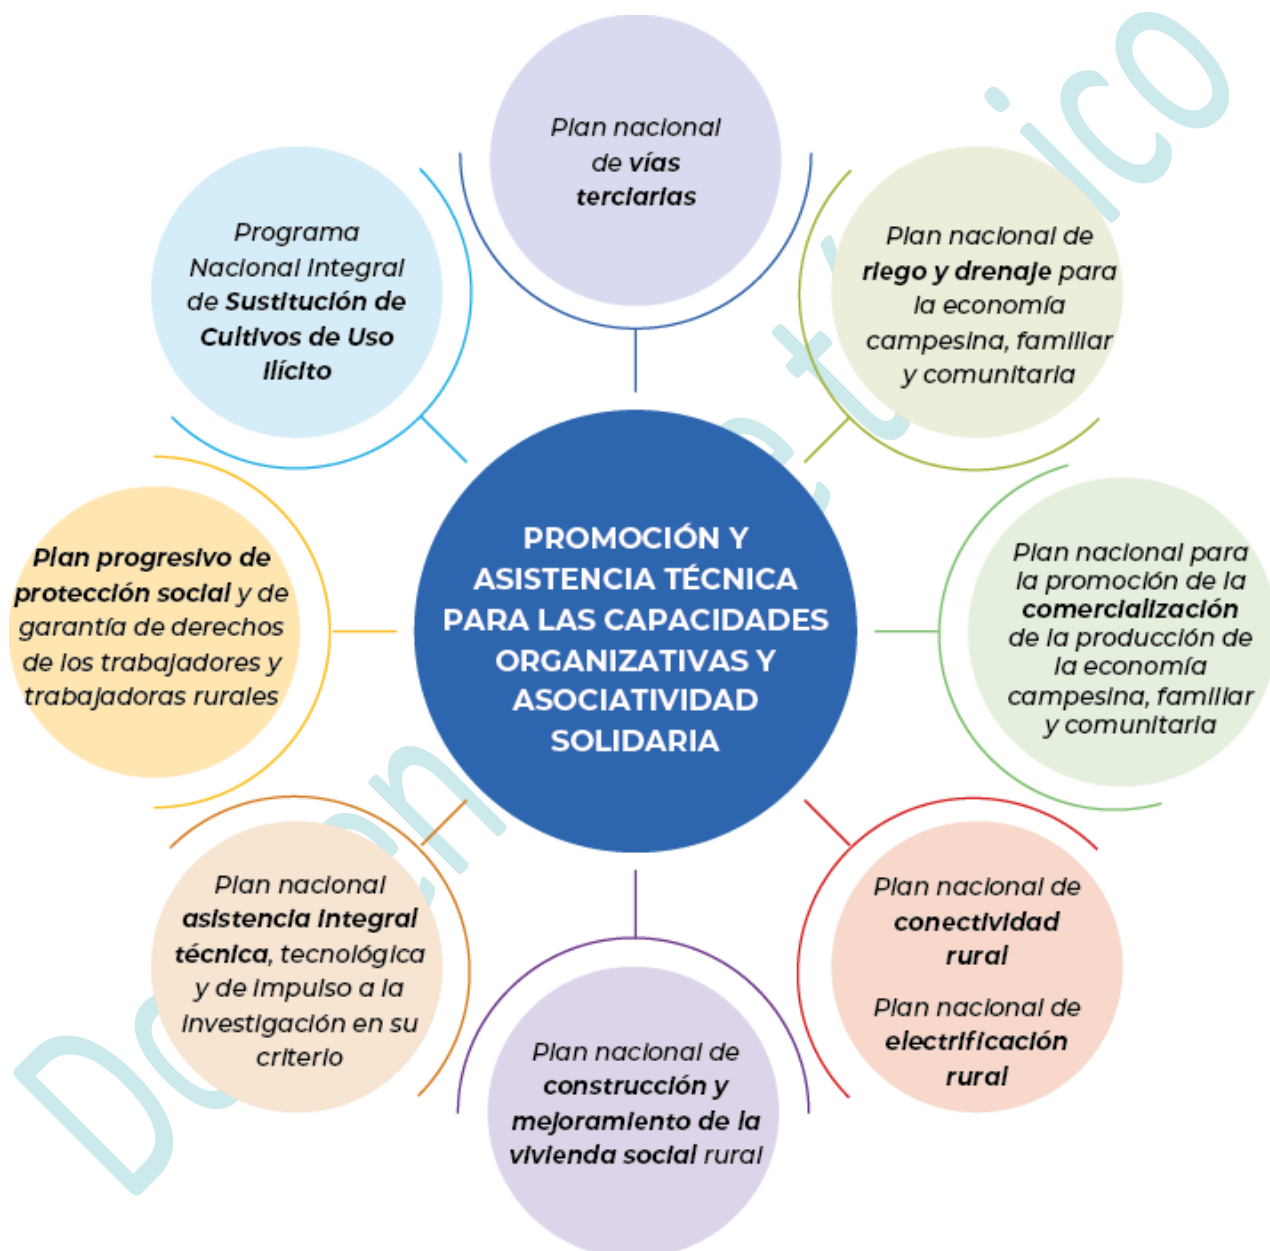 Plan nacional
de vías
terciarias
Programa
Nacional Integral
de Sustitución de
Cultivos de Uso
Ilícito
Plan nacional de
riego y drenaje para
la economía
campesina, familiar
y comunitaria
Plan progresivo de
protección social y de
garantía de derechos
de los trabajadores y
trabajadoras rurales
PROMOCIÓN Y
ASISTENCIA TÉCNICA
PARA LAS CAPACIDADES
ORGANIZATIVAS Y
ASOCIATIVIDAD
SOLIDARIA
Plan nacional para
la promoción de la
comercialización
de la producción de
la economía
campesina, familiar
y comunitaria
Plan nacional
asistencia integral
técnica, tecnológica
y de impulso a la
investigación en su
criterio
Plan nacional de
conectividad
rural
Plan nacional de
electrificación
rural
Plan nacional de
construcción y
mejoramiento de la
vivienda social rural